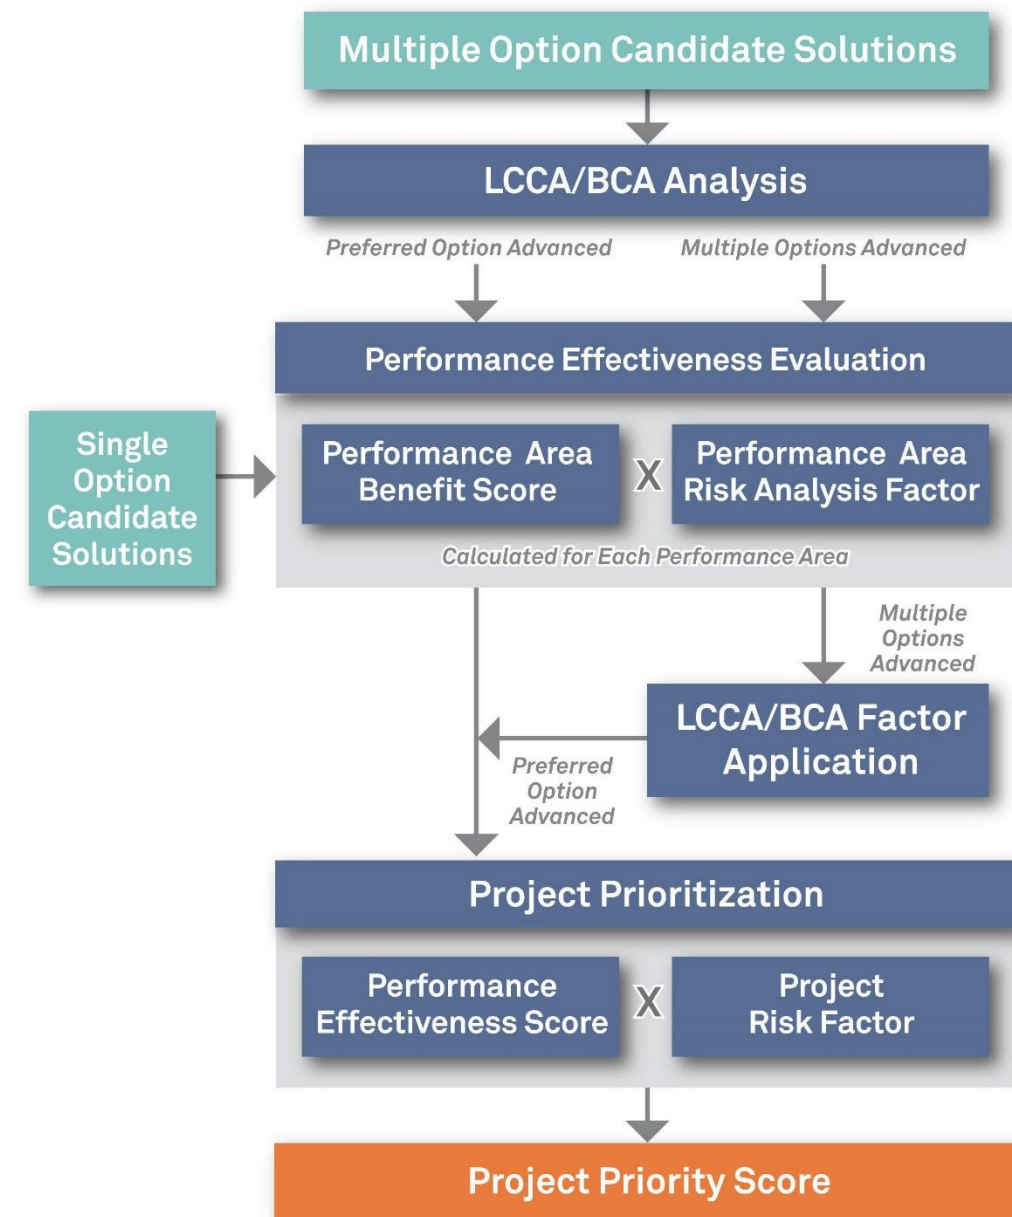 Multiple Option Candidate Solutions
LCCA/BCA Analysis
Preferred Option Advanced
Multiple Options Advanced
Performance Effectiveness Evaluation
Single
Option
Candidate
Solutions
Performance Area
Benefit Score
X
Performance Area
Risk Analysis Factor
Calculated for Each Performance Area
Multiple
Options
Advanced
LCCA/BCA Factor
Application
Preferred
Option
Advanced
Project Prioritization
Performance
Effectiveness Score
X
Project
Risk Factor
Project Priority Score